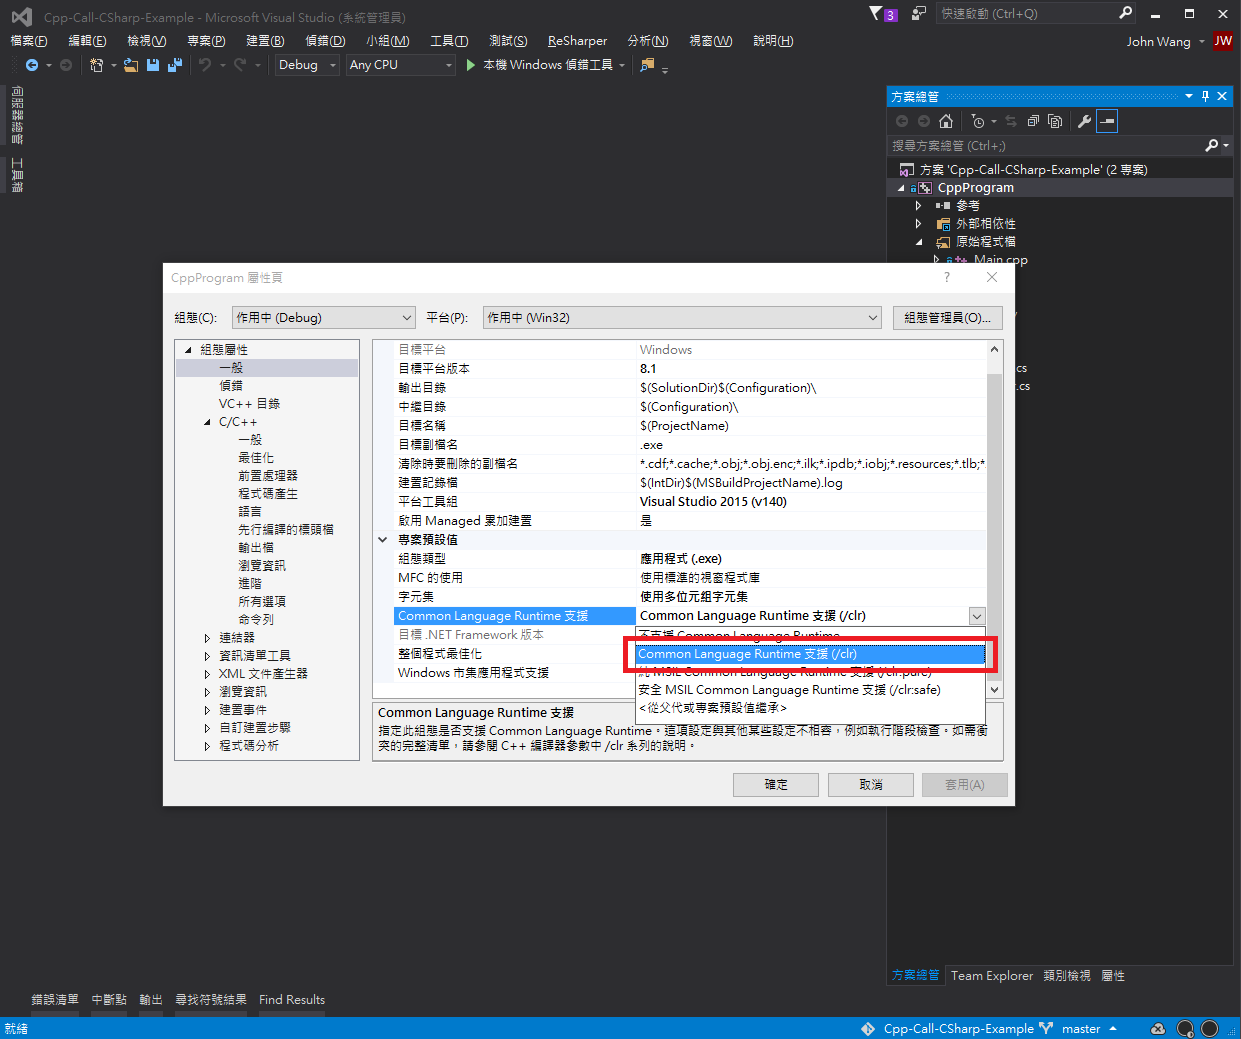 Cpp-Call-CSharp-Example - Microsoft Visual Studio (系統管理員)
3
快速啟動 (Ctrl+Q)
檔案(F) 編輯(E) 檢視(V) 專案(P) 建置(B) 偵錯(D) 小組(M) 工具(T) 測試(S) ReSharper 分析(N) 視窗(W) 說明(H)
John Wang JW
Debug Any CPU 本機 Windows 偵錯工具
伺服器總管
工具箱
方案總管
搜尋方案總管 (Ctrl+;)
方案 'Cpp-Call-CSharp-Example' (2 專案)
CppProgram
參考
外部相依性
原始程式檔
Main.cpp
.cs
.cs
CppProgram 屬性頁
?
組態(C): 作用中 (Debug) 平台(P): 作用中 (Win32) 組態管理員(O)...
組態屬性
一般
偵錯
VC++ 目錄
C/C++
一般
最佳化
前置處理器
程式碼產生
語言
先行編譯的標頭檔
輸出檔
瀏覽資訊
進階
所有選項
命令列
連結器
資訊清單工具
XML 文件產生器
瀏覽資訊
建置事件
自訂建置步驟
程式碼分析
目標平台 Windows
目標平台版本 8.1
輸出目錄 $(SolutionDir)$(Configuration)\
中繼目錄 $(Configuration)\
目標名稱 $(ProjectName)
目標副檔名 .exe
清除時要刪除的副檔名 *.cdf;*.cache;*.obj;*.obj.enc;*.ilk;*.ipdb;*.iobj;*.resources;*.tlb;*
建置記錄檔 $(IntDir)$(MSBuildProjectName).log
平台工具組 Visual Studio 2015 (v140)
啟用 Managed 累加建置 是
專案預設值
組態類型 應用程式 (.exe)
MFC 的使用 使用標準的視窗程式庫
字元集 使用多位元組字元集
Common Language Runtime 支援 Common Language Runtime 支援 (/clr)
目標 .NET Framework 版本
整個程式最佳化
Windows 市集應用程式支援
不支援 Common Language Runtime
Common Language Runtime 支援 (/clr)
純 MSIL Common Language Runtime 支援 (/clr:pure)
安全 MSIL Common Language Runtime 支援 (/clr:safe)
<從父代或專案預設值繼承>
Common Language Runtime 支援
指定此組態是否支援 Common Language Runtime。這項設定與其他某些設定不相容，例如執行階段檢查。如需衝
突的完整清單，請參閱 C++ 編譯器參數中 /clr 系列的說明。
確定 取消 套用(A)
方案總管 Team Explorer 類別檢視 屬性
錯誤清單 中斷點 輸出 尋找符號結果 Find Results
就緒
Cpp-Call-CSharp-Example master